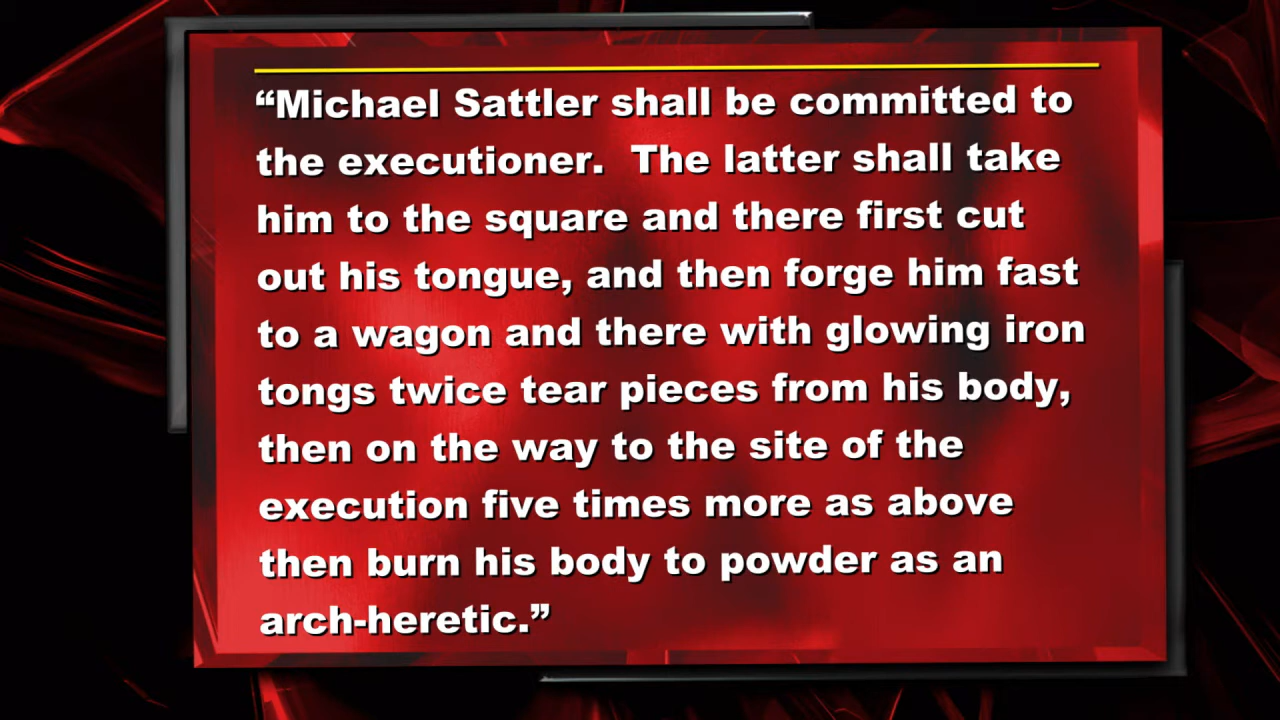 “Michael Sattler shall be committed to
the executioner.  The latter shall take
him to the square and there first cut
out his tongue, and then forge him fast
to a wagon and there with glowing iron
tongs twice tear pieces from his body,
then on the way to the site of the
execution five times more as above
then burn his body to powder as an
arch-heretic.”